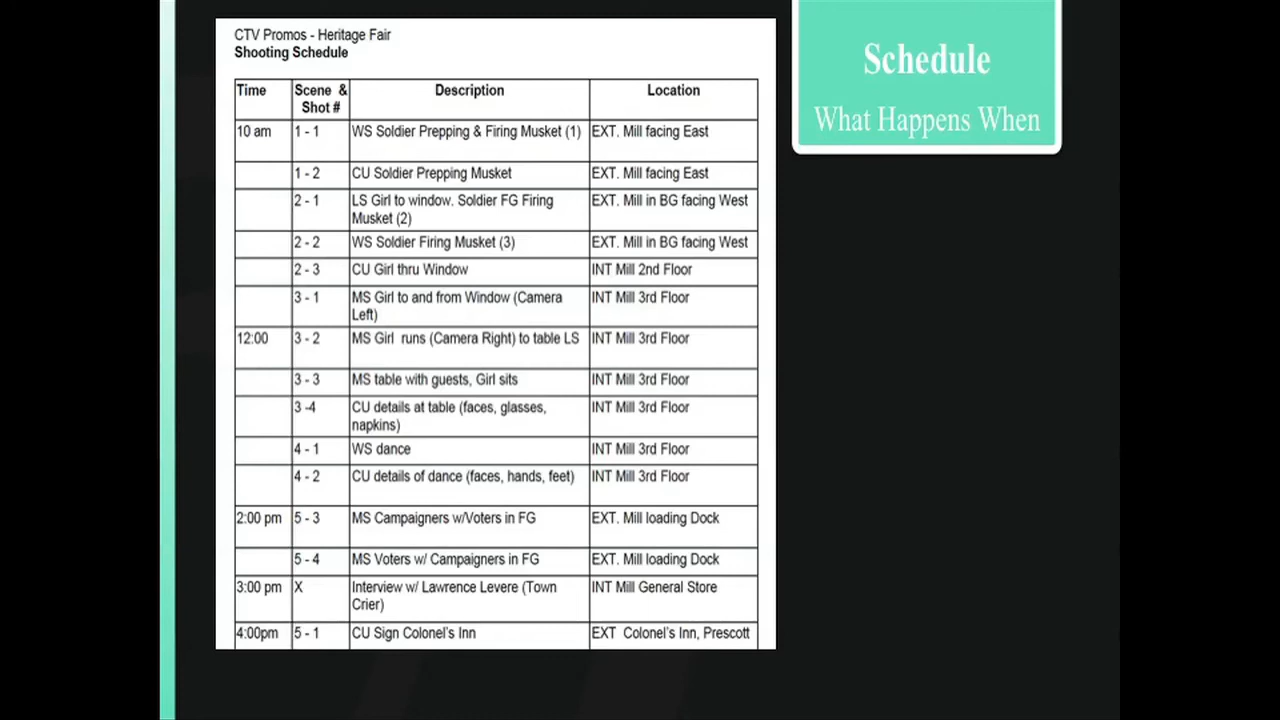 CTV Promos - Heritage Fair
Shooting Schedule
Time Scene & Shot # Description Location
10 am 1 - 1 WS Soldier Prepping & Firing Musket (1) EXT. Mill facing East
1 - 2 CU Soldier Prepping Musket EXT. Mill facing East
2 - 1 LS Girl to window. Soldier FG Firing Musket (2) EXT. Mill in BG facing West
2 - 2 WS Soldier Firing Musket (3) EXT. Mill in BG facing West
2 - 3 CU Girl thru Window INT Mill 2nd Floor
3 - 1 MS Girl to and from Window (Camera Left) INT Mill 3rd Floor
12:00 3 - 2 MS Girl runs (Camera Right) to table LS INT Mill 3rd Floor
3 - 3 MS table with guests, Girl sits INT Mill 3rd Floor
3 -4 CU details at table (faces, glasses, napkins) INT Mill 3rd Floor
4 - 1 WS dance INT Mill 3rd Floor
4 - 2 CU details of dance (faces, hands, feet) INT Mill 3rd Floor
2:00 pm 5 - 3 MS Campaigners w/Voters in FG EXT. Mill loading Dock
5 - 4 MS Voters w/ Campaigners in FG EXT. Mill loading Dock
3:00 pm X Interview w/ Lawrence Levere (Town Crier) INT Mill General Store
4:00pm 5 - 1 CU Sign Colonel's Inn EXT Colonel's Inn, Prescott
Schedule
What Happens When